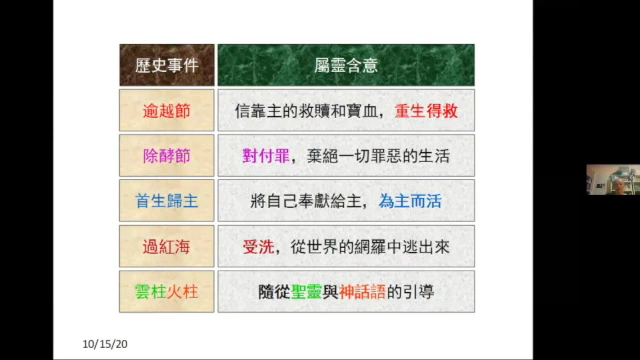 歷史事件 屬靈含意
逾越節 信靠主的救贖和寶血，重生得救
除酵節 對付罪，棄絕一切罪惡的生活
首生歸主 將自己奉獻給主，為主而活
過紅海 受洗，從世界的網羅中逃出來
雲柱火柱 隨從聖靈與神話語的引導
10/15/20